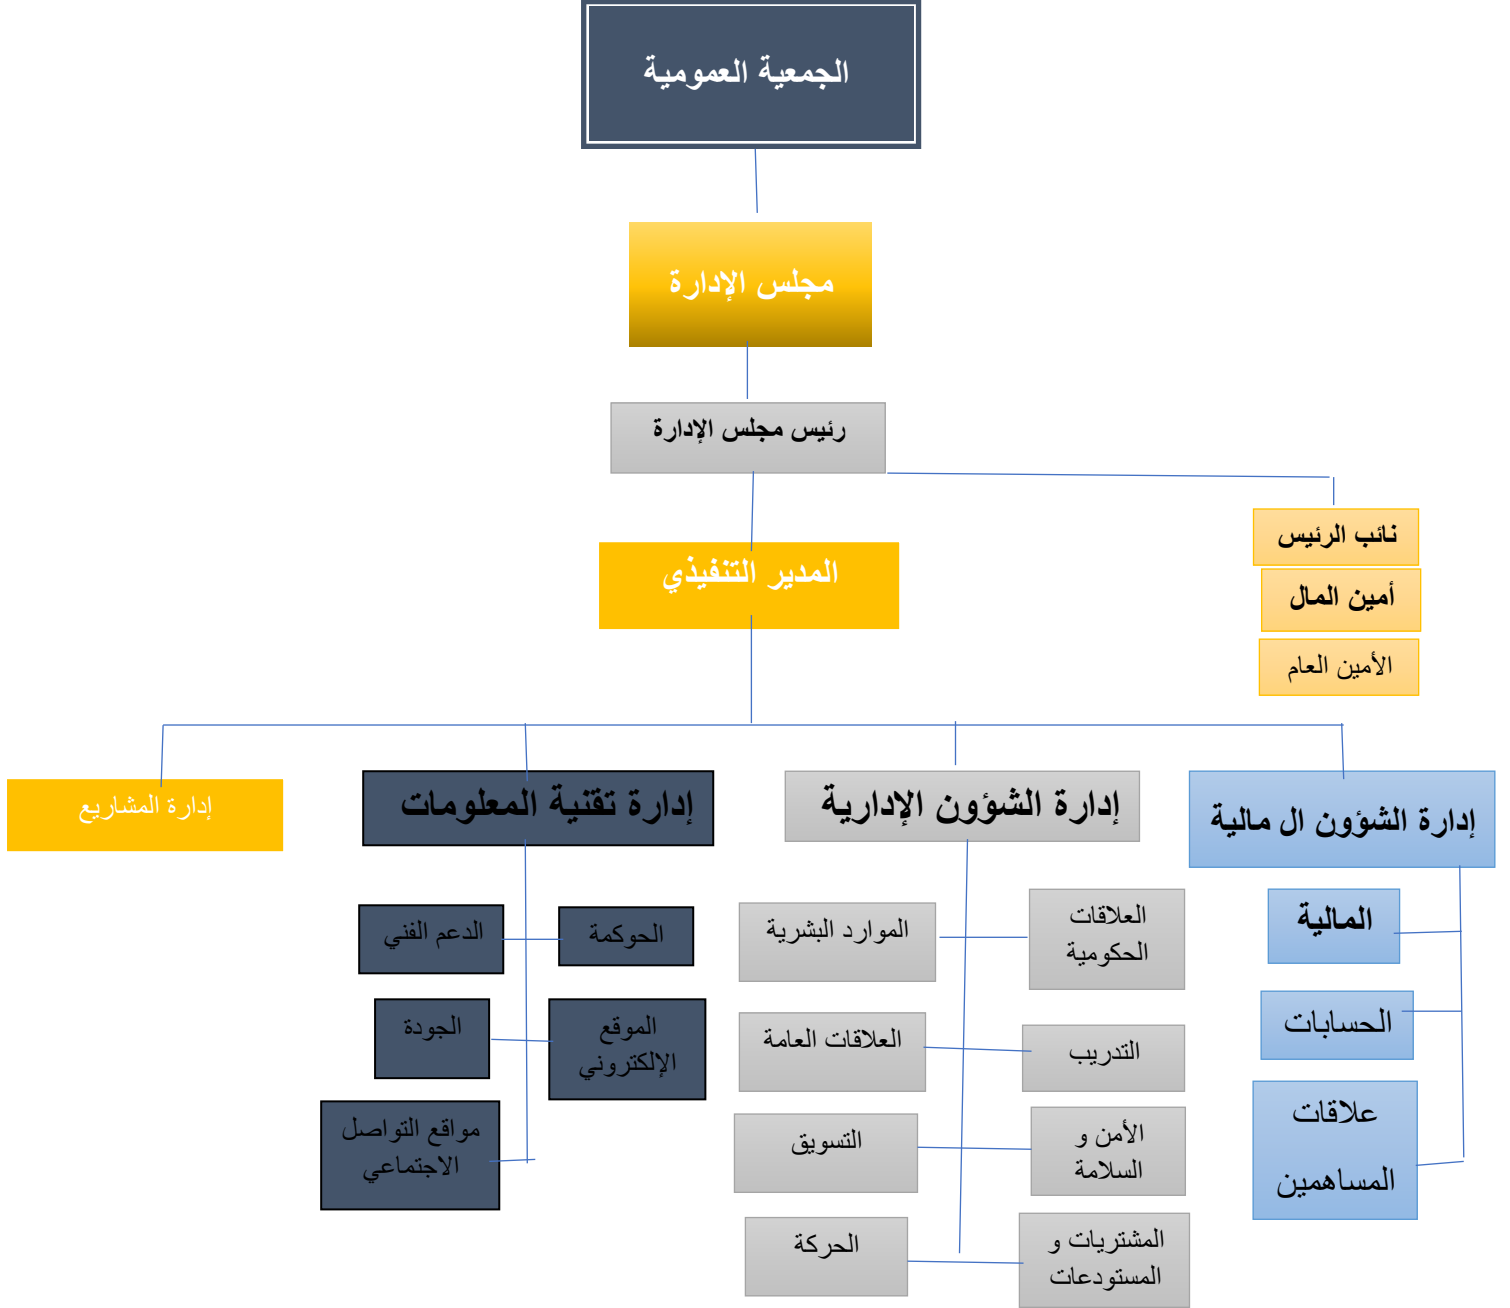 الجمعية العمومية
مجلس الإدارة
رئيس مجلس الإدارة
نائب الرئيس
أمين المال
الأمين العام
المدير التنفيذي
إدارة الشؤون ال مالية
إدارة الشؤون الإدارية
إدارة تقنية المعلومات
إدارة المشاريع
المالية
الحسابات
علاقات
المساهمين
العلاقات
الحكومية
الموارد البشرية
التدريب
العلاقات العامة
الأمن و
السلامة
التسويق
المشتريات و
المستودعات
الحركة
الحوكمة
الدعم الفني
الموقع
الإلكتروني
الجودة
مواقع التواصل
الاجتماعي